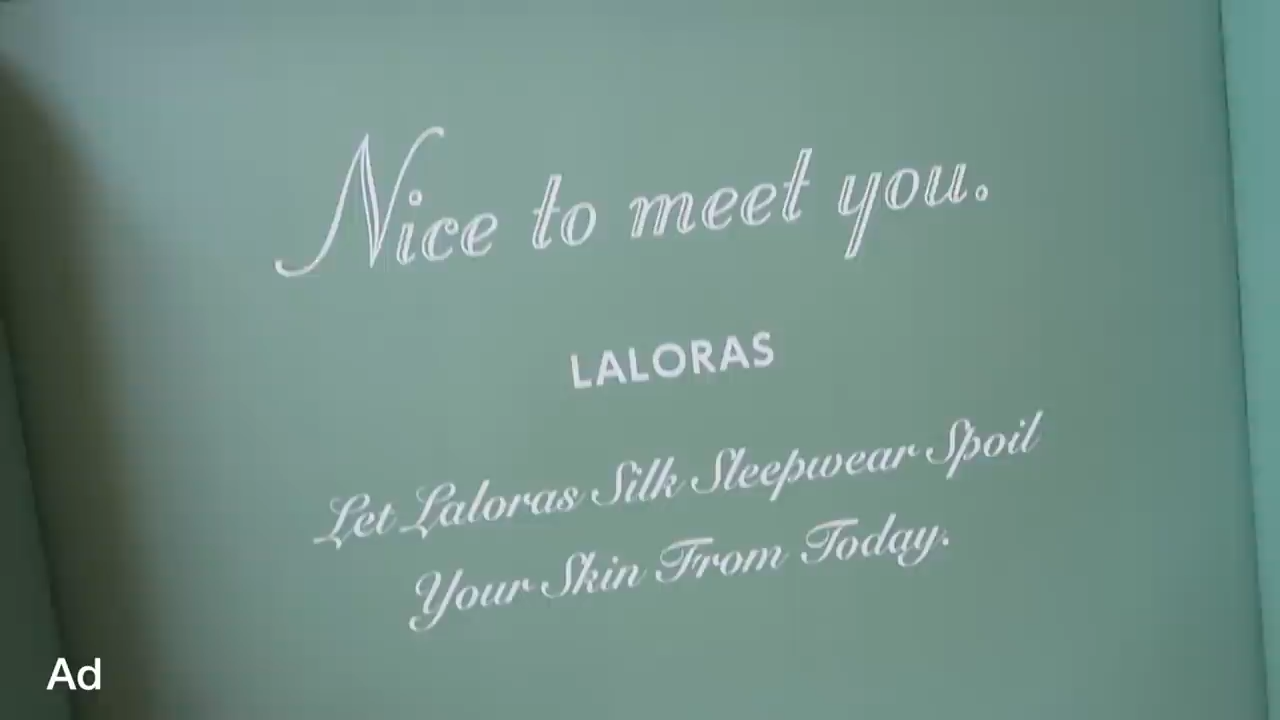 Nice to meet you.
LALORAS
Let Laloras Silk Sleepwear Spoil
Your Skin From Today.
Ad